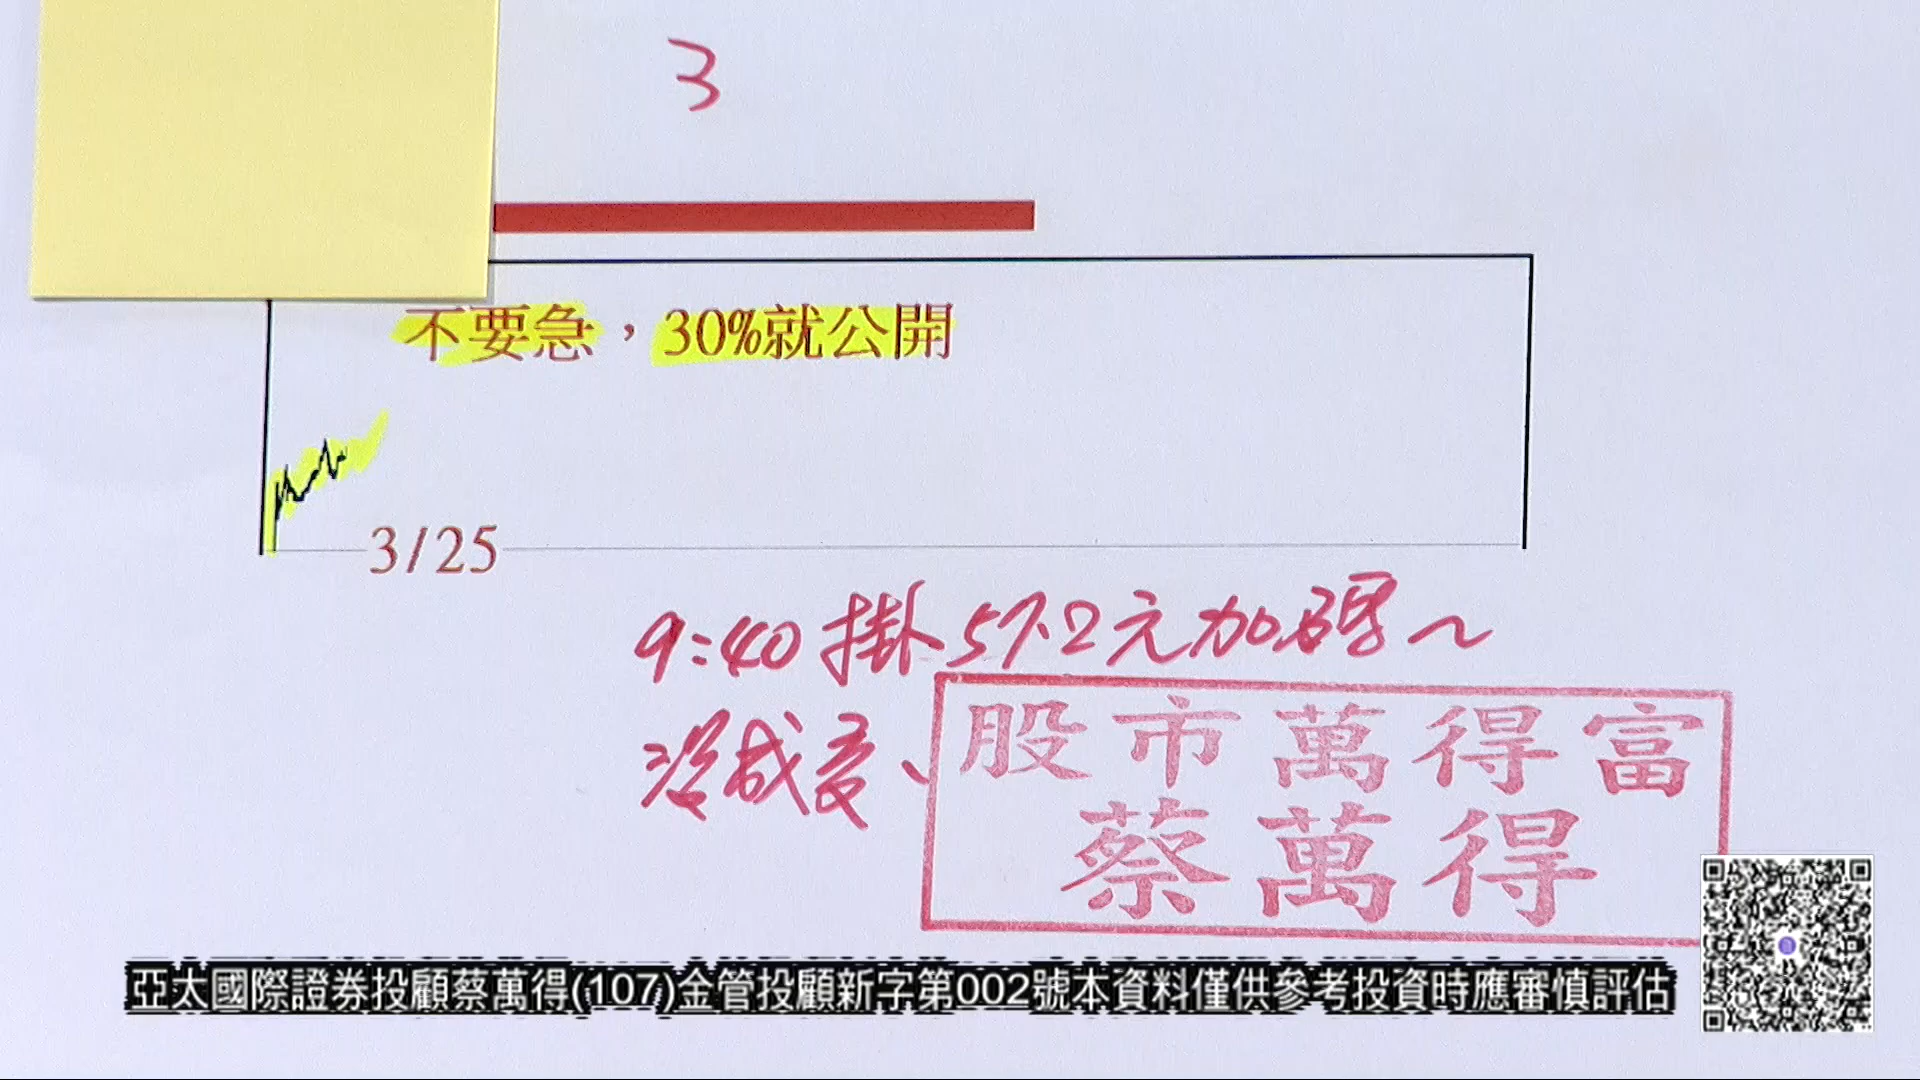 3
不要急，30%就公開
3/25
9:40掛57.2元加碼～
股市萬得富
蔡萬得
亞太國際證券投顧蔡萬得(107)金管投顧新字第002號本資料僅供參考投資時應審慎評估